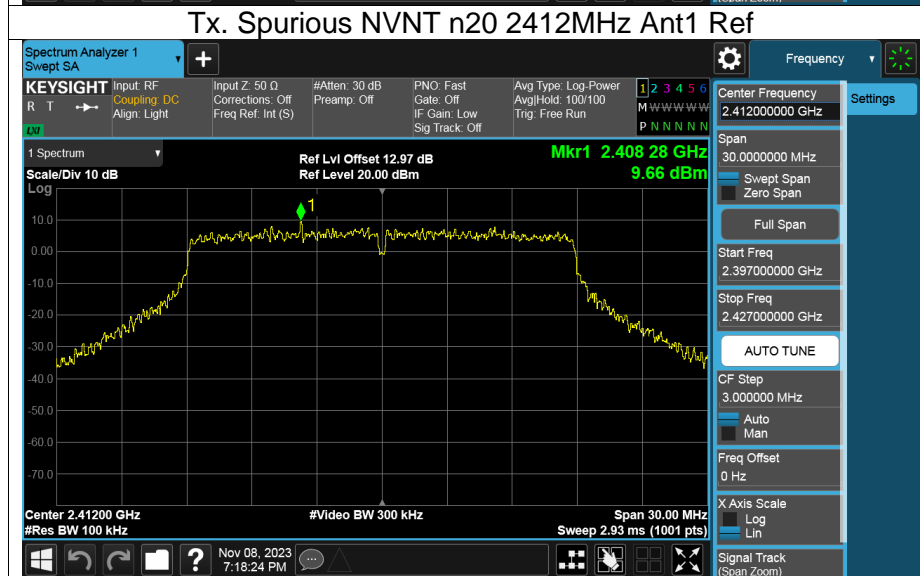 (Span Zoom)
Tx. Spurious NVNT n20 2412MHz Ant1 Ref
Spectrum Analyzer 1
Swept SA
+
Frequency
KEYSIGHT
R T
LXI
Input: RF
Coupling: DC
Align: Light
Input Z: 50 Ω
Corrections: Off
Freq Ref: Int (S)
#Atten: 30 dB
Preamp: Off
PNO: Fast
Gate: Off
IF Gain: Low
Sig Track: Off
Avg Type: Log-Power
Avg|Hold: 100/100
Trig: Free Run
1 2 3 4 5 6
M W W W W W
P N N N N N
Center Frequency
2.412000000 GHz
Settings
Span
30.0000000 MHz
Swept Span
Zero Span
Full Span
Start Freq
2.397000000 GHz
Stop Freq
2.427000000 GHz
AUTO TUNE
CF Step
3.000000 MHz
Auto
Man
Freq Offset
0 Hz
X Axis Scale
Log
Lin
Signal Track
(Span Zoom)
1 Spectrum
Scale/Div 10 dB
Log
Ref Lvl Offset 12.97 dB
Ref Level 20.00 dBm
Mkr1 2.408 28 GHz
9.66 dBm
1
10.0
0.00
-10.0
-20.0
-30.0
-40.0
-50.0
-60.0
-70.0
Center 2.41200 GHz
#Res BW 100 kHz
#Video BW 300 kHz
Span 30.00 MHz
Sweep 2.93 ms (1001 pts)
?
Nov 08, 2023
7:18:24 PM